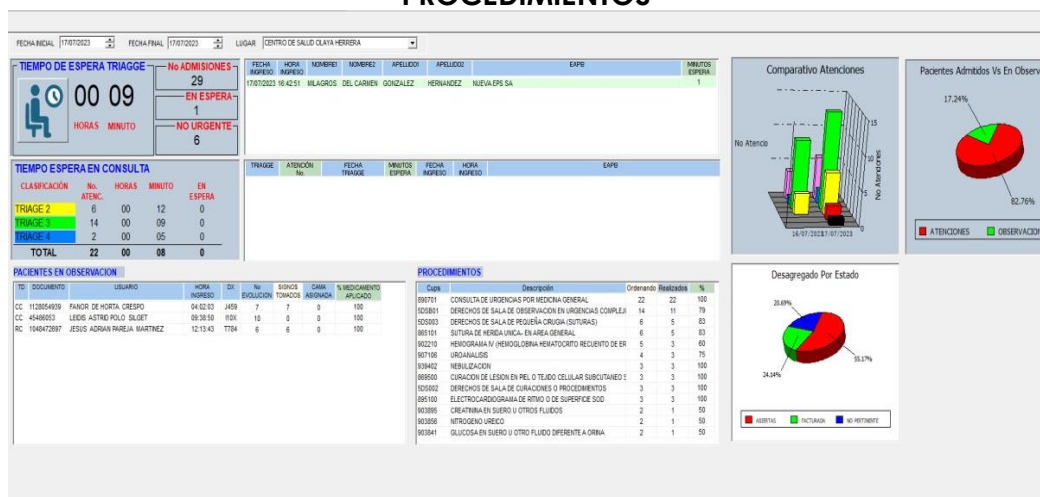 PROCEDIMIENTOS
FECHA INICIAL 17/07/2023 FECHA FINAL 17/07/2023 LUGAR CENTRO DE SALUD OLAYA HERRERA
TIEMPO DE ESPERA TRIAGGE
00 09
HORAS MINUTO
No ADMISIONES
29
EN ESPERA
1
NO URGENTE
6
FECHA INGRESO HORA INGRESO NOMBRE1 NOMBRE2 APELLIDO1 APELLIDO2 EAPB MINUTOS ESPERA
17/07/2023 16:42:51 MILAGROS DEL CARMEN GONZALEZ HERNANDEZ NUEVA EPS SA 1
TIEMPO ESPERA EN CONSULTA
CLASIFICACIÓN No. ATENC. HORAS MINUTO EN ESPERA
TRIAGE 2 6 00 12 0
TRIAGE 3 14 00 09 0
TRIAGE 4 2 00 05 0
TOTAL 22 00 08 0
TRIAGGE ATENCIÓN No. FECHA TRIAGGE MINUTOS ESPERA FECHA INGRESO HORA INGRESO EAPB
Comparativo Atenciones
No Atencio
15
10
5
0
No Atenciones
16/07/2023 17/07/2023
Pacientes Admitidos Vs En Observ
17.24%
82.76%
ATENCIONES OBSERVACION
PACIENTES EN OBSERVACION
TD DOCUMENTO USUARIO HORA INGRESO DX No EVOLUCION SIGNOS TOMADOS CAMA ASIGNADA % MEDICAMENTO APLICADO
CC 1128054939 FANOR DE HORTA CRESPO 04:02:03 J459 7 7 0 100
CC 45486053 LEIDIS ASTRID POLO SILGET 09:38:50 I10X 10 0 0 100
RC 1048472697 JESUS ADRIAN PAREJA MARTINEZ 12:13:43 T784 6 6 0 100
PROCEDIMIENTOS
Cups Descripción Ordenando Realizados %
890701 CONSULTA DE URGENCIAS POR MEDICINA GENERAL 22 22 100
5DSB01 DERECHOS DE SALA DE OBSERVACION EN URGENCIAS COMPLEJI 14 11 79
5DS003 DERECHOS DE SALA DE PEQUEÑA CIRUGIA (SUTURAS) 6 5 83
865101 SUTURA DE HERIDA UNICA- EN AREA GENERAL 6 5 83
902210 HEMOGRAMA IV (HEMOGLOBINA HEMATOCRITO RECUENTO DE ER 5 3 60
907106 UROANALISIS 4 3 75
939402 NEBULIZACION 3 3 100
869500 CURACION DE LESION EN PIEL O TEJIDO CELULAR SUBCUTANEO S 3 3 100
5DS002 DERECHOS DE SALA DE CURACIONES O PROCEDIMIENTOS 3 3 100
895100 ELECTROCARDIOGRAMA DE RITMO O DE SUPERFICIE SOD 3 3 100
903895 CREATININA EN SUERO U OTROS FLUIDOS 2 1 50
903856 NITROGENO UREICO 2 1 50
903841 GLUCOSA EN SUERO U OTRO FLUIDO DIFERENTE A ORINA 2 1 50
Desagregado Por Estado
20.69%
24.14%
55.17%
ABIERTAS FACTURADA NO PERTINENTE